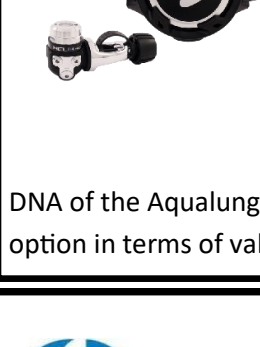 DNA of the Aqualung
option in terms of val